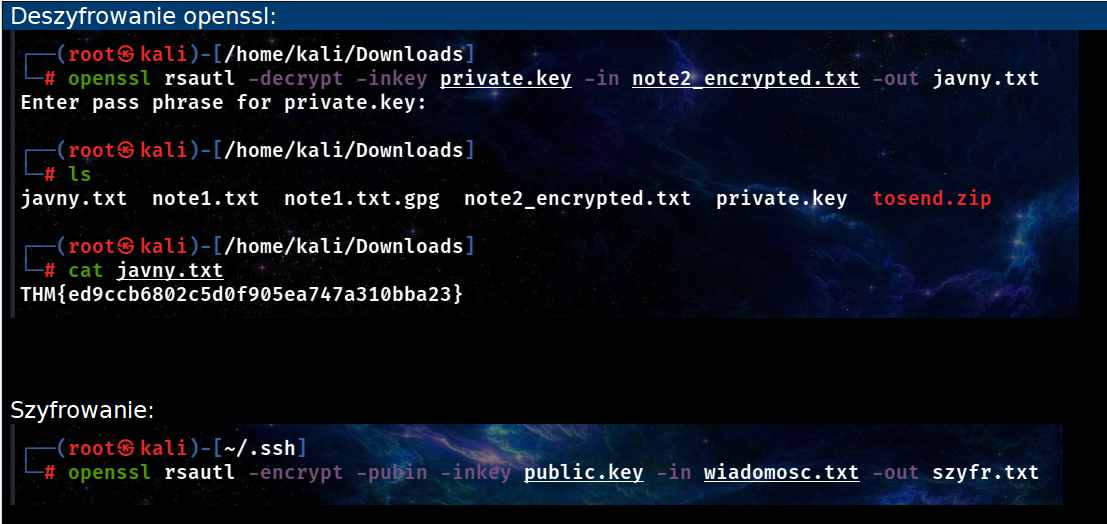 Deszyfrowanie openssl:
┌──(root㉿kali)-[/home/kali/Downloads]
└─# openssl rsautl -decrypt -inkey private.key -in note2_encrypted.txt -out javny.txt
Enter pass phrase for private.key:
┌──(root㉿kali)-[/home/kali/Downloads]
└─# ls
javny.txt  note1.txt  note1.txt.gpg  note2_encrypted.txt  private.key  tosend.zip
┌──(root㉿kali)-[/home/kali/Downloads]
└─# cat javny.txt
THM{ed9ccb6802c5d0f905ea747a310bba23}
Szyfrowanie:
┌──(root㉿kali)-[~/.ssh]
└─# openssl rsautl -encrypt -pubin -inkey public.key -in wiadomosc.txt -out szyfr.txt